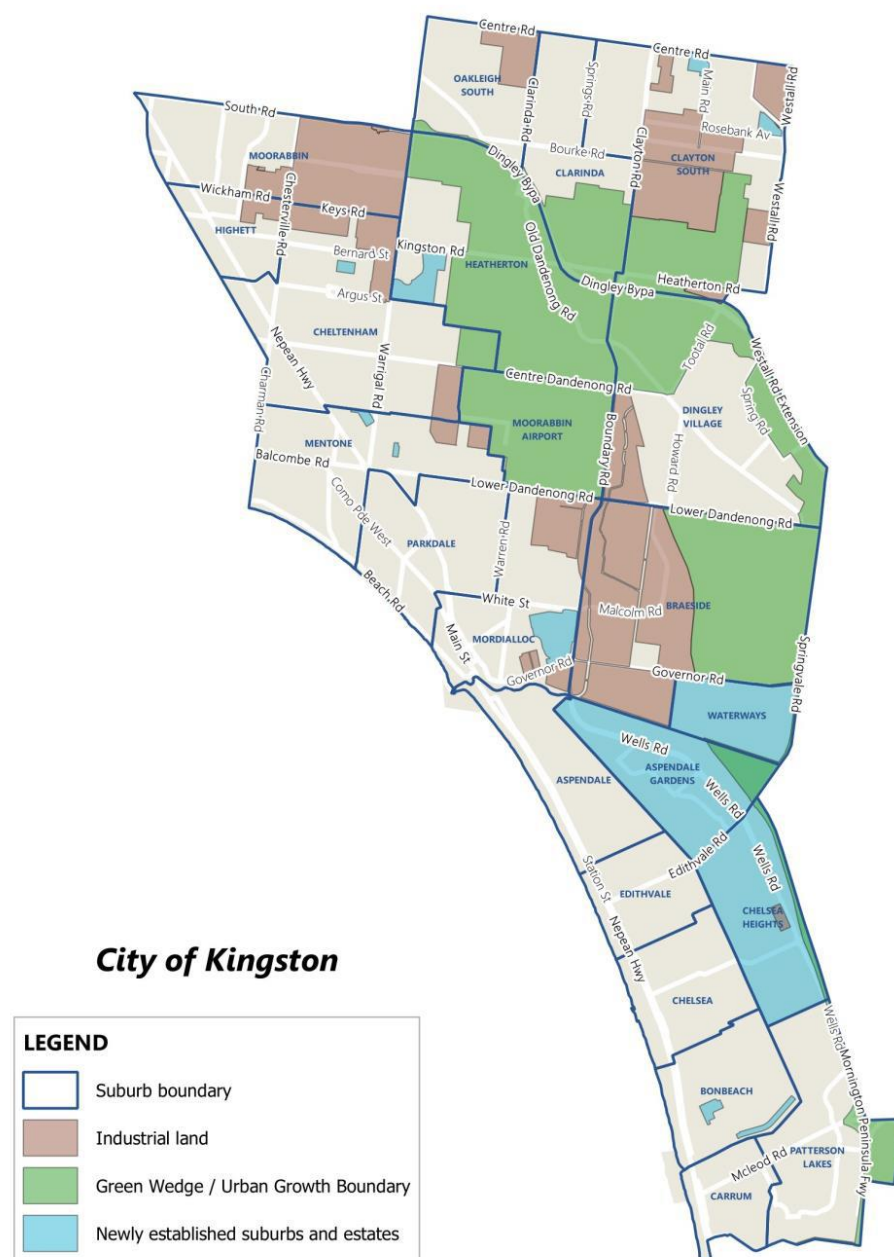 Centre Rd
Centre Rd
OAKLEIGH
SOUTH
Clarinda Rd
Springs Rd
Main Rd
Westall Rd
Rosebank Av
South Rd
MOORABBIN
Bourke Rd
Clayton Rd
CLAYTON
SOUTH
CLARINDA
Dingley Bypa
Wickham Rd
Chesterville Rd
Keys Rd
Westall Rd
HIGHETT
Bernard St
Kingston Rd
HEATHERTON
Old Dandenong Rd
Heatherton Rd
Dingley Bypa
Argus St
CHELTENHAM
Nepean Hwy
Warrigal Rd
Tootal Rd
Westall Rd Extension
Charman Rd
Centre Dandenong Rd
Spring Rd
DINGLEY
VILLAGE
MOORABBIN
AIRPORT
Boundary Rd
Howard Rd
MENTONE
Balcombe Rd
Lower Dandenong Rd
Lower Dandenong Rd
Como Pde West
PARKDALE
Warren Rd
Beach Rd
White St
Malcolm Rd
BRAESIDE
MORDIALLOC
Main St
Governor Rd
Governor Rd
Springvale Rd
WATERWAYS
Wells Rd
ASPENDALE
ASPENDALE
GARDENS
Wells Rd
Edithvale Rd
Wells Rd
Station St
EDITHVALE
CHELSEA
HEIGHTS
Nepean Hwy
City of Kingston
CHELSEA
Wells Rd
Mornington Peninsula Fwy
BONBEACH
Mcleod Rd
PATTERSON
LAKES
CARRUM
LEGEND
Suburb boundary
Industrial land
Green Wedge / Urban Growth Boundary
Newly established suburbs and estates